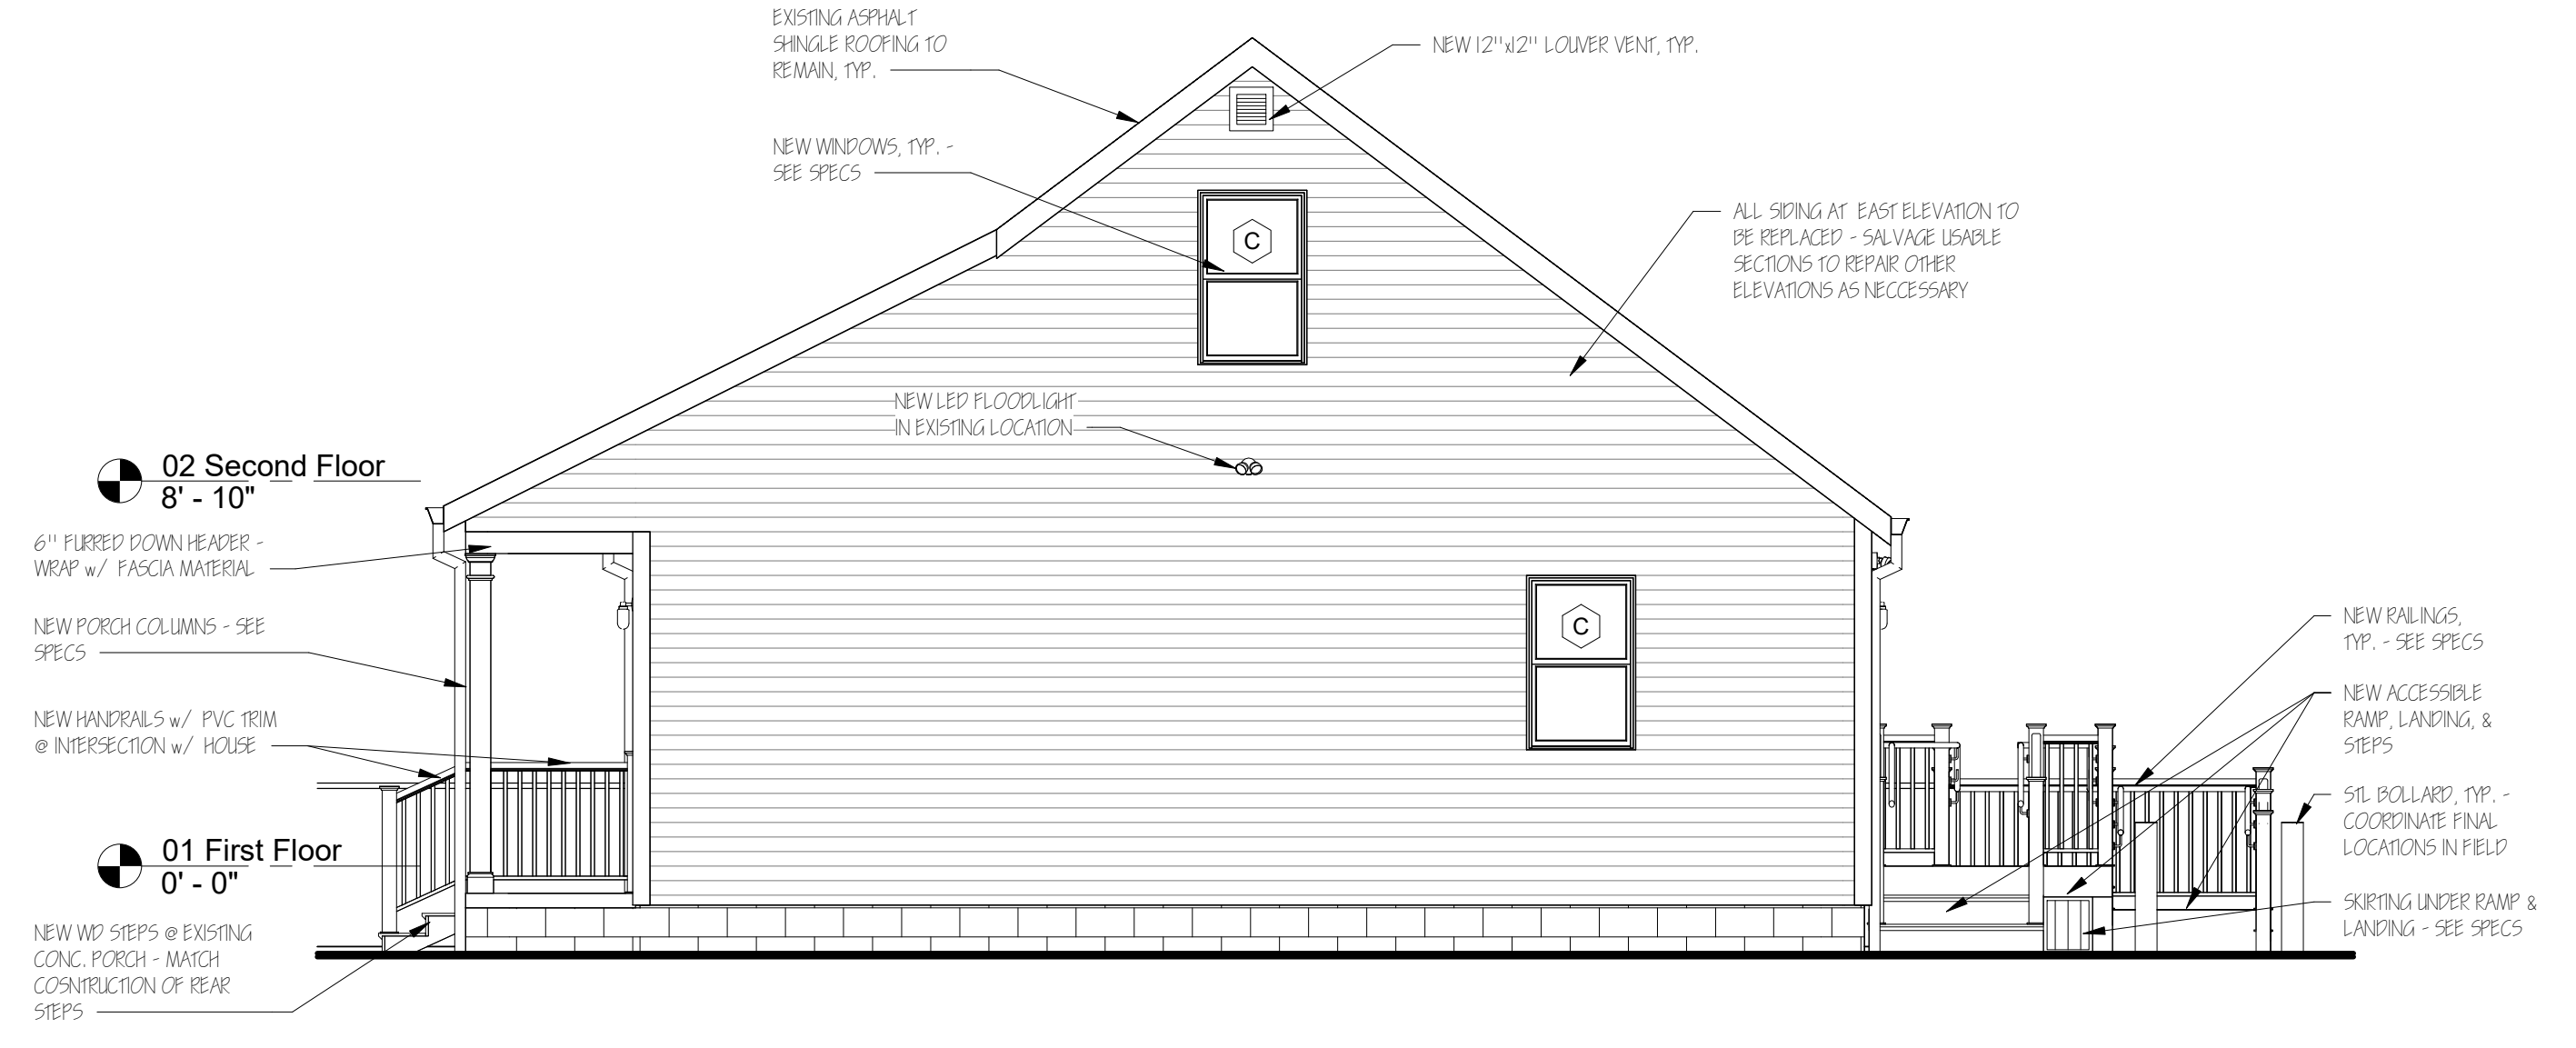 EXISTING ASPHALT
SHINGLE ROOFING TO
REMAIN, TYP.
NEW 12"x12" LOUVER VENT, TYP.
NEW WINDOWS, TYP. -
SEE SPECS
C
ALL SIDING AT EAST ELEVATION TO
BE REPLACED - SALVAGE USABLE
SECTIONS TO REPAIR OTHER
ELEVATIONS AS NECCESSARY
NEW LED FLOODLIGHT
IN EXISTING LOCATION
02 Second Floor
8' - 10"
6" FURRED DOWN HEADER -
WRAP w/ FASCIA MATERIAL
NEW PORCH COLUMNS - SEE
SPECS
C
NEW HANDRAILS w/ PVC TRIM
@ INTERSECTION w/ HOUSE
01 First Floor
0' - 0"
NEW WD STEPS @ EXISTING
CONC. PORCH - MATCH
COSNTRUCTION OF REAR
STEPS
NEW RAILINGS,
TYP. - SEE SPECS
NEW ACCESSIBLE
RAMP, LANDING, &
STEPS
STL BOLLARD, TYP. -
COORDINATE FINAL
LOCATIONS IN FIELD
SKIRTING UNDER RAMP &
LANDING - SEE SPECS